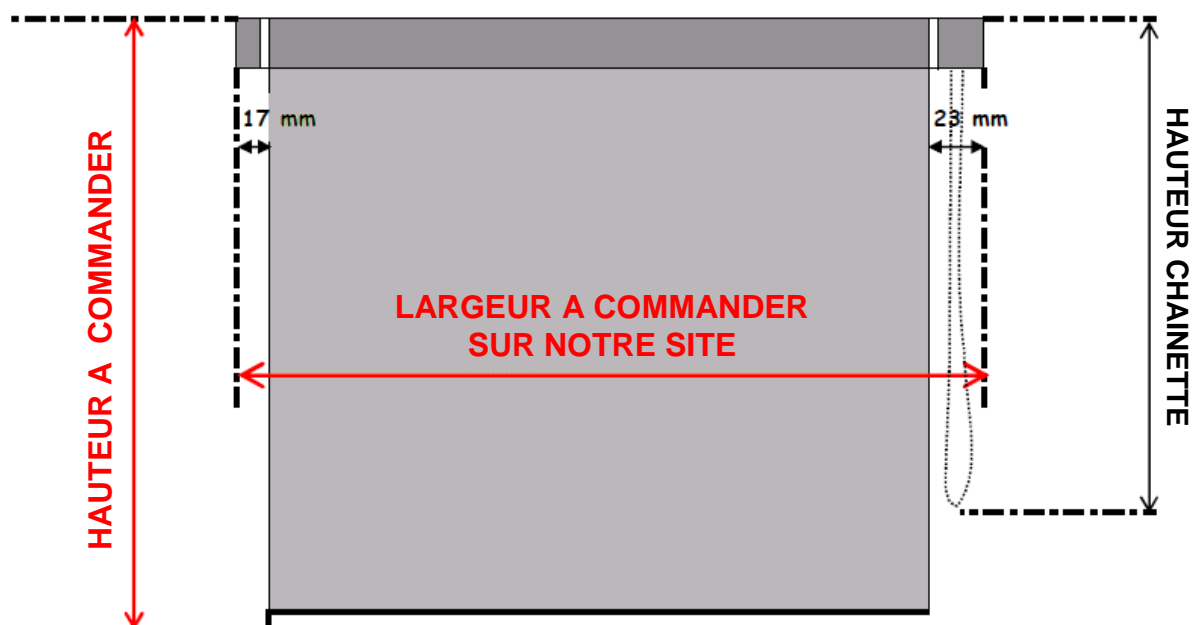 17 mm
23 mm
HAUTEUR A COMMANDER
LARGEUR A COMMANDER
SUR NOTRE SITE
HAUTEUR CHAINETTE